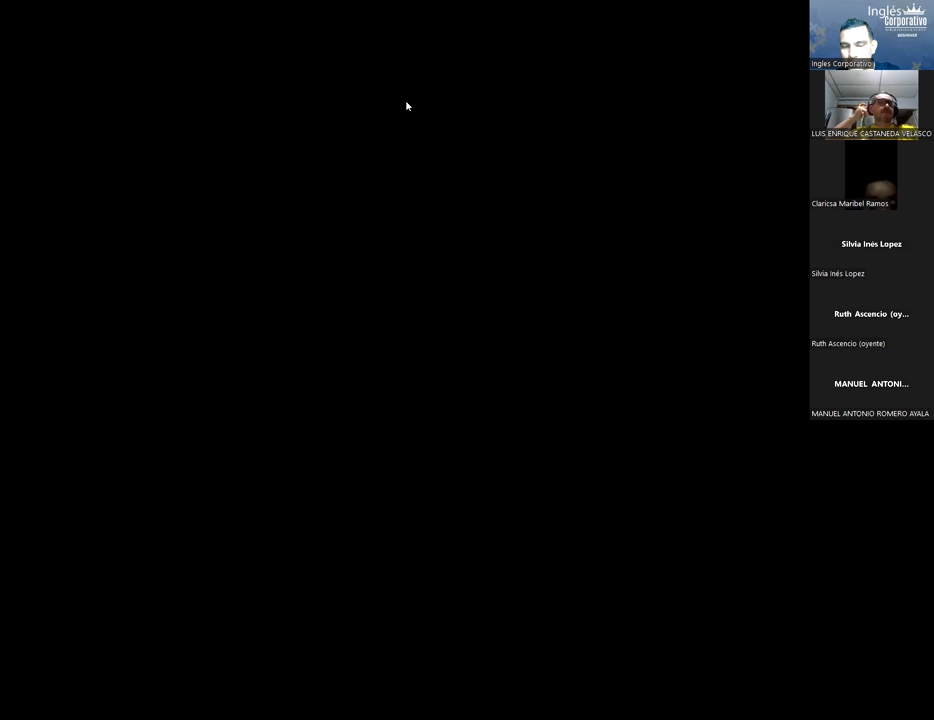 Inglés
Corporativo
BEGINNER
Ingles Corporativo
LUIS ENRIQUE CASTANEDA VELASCO
Claricsa Maribel Ramos
Silvia Inés Lopez
Silvia Inés Lopez
Ruth Ascencio (oy...
Ruth Ascencio (oyente)
MANUEL ANTONI...
MANUEL ANTONIO ROMERO AYALA